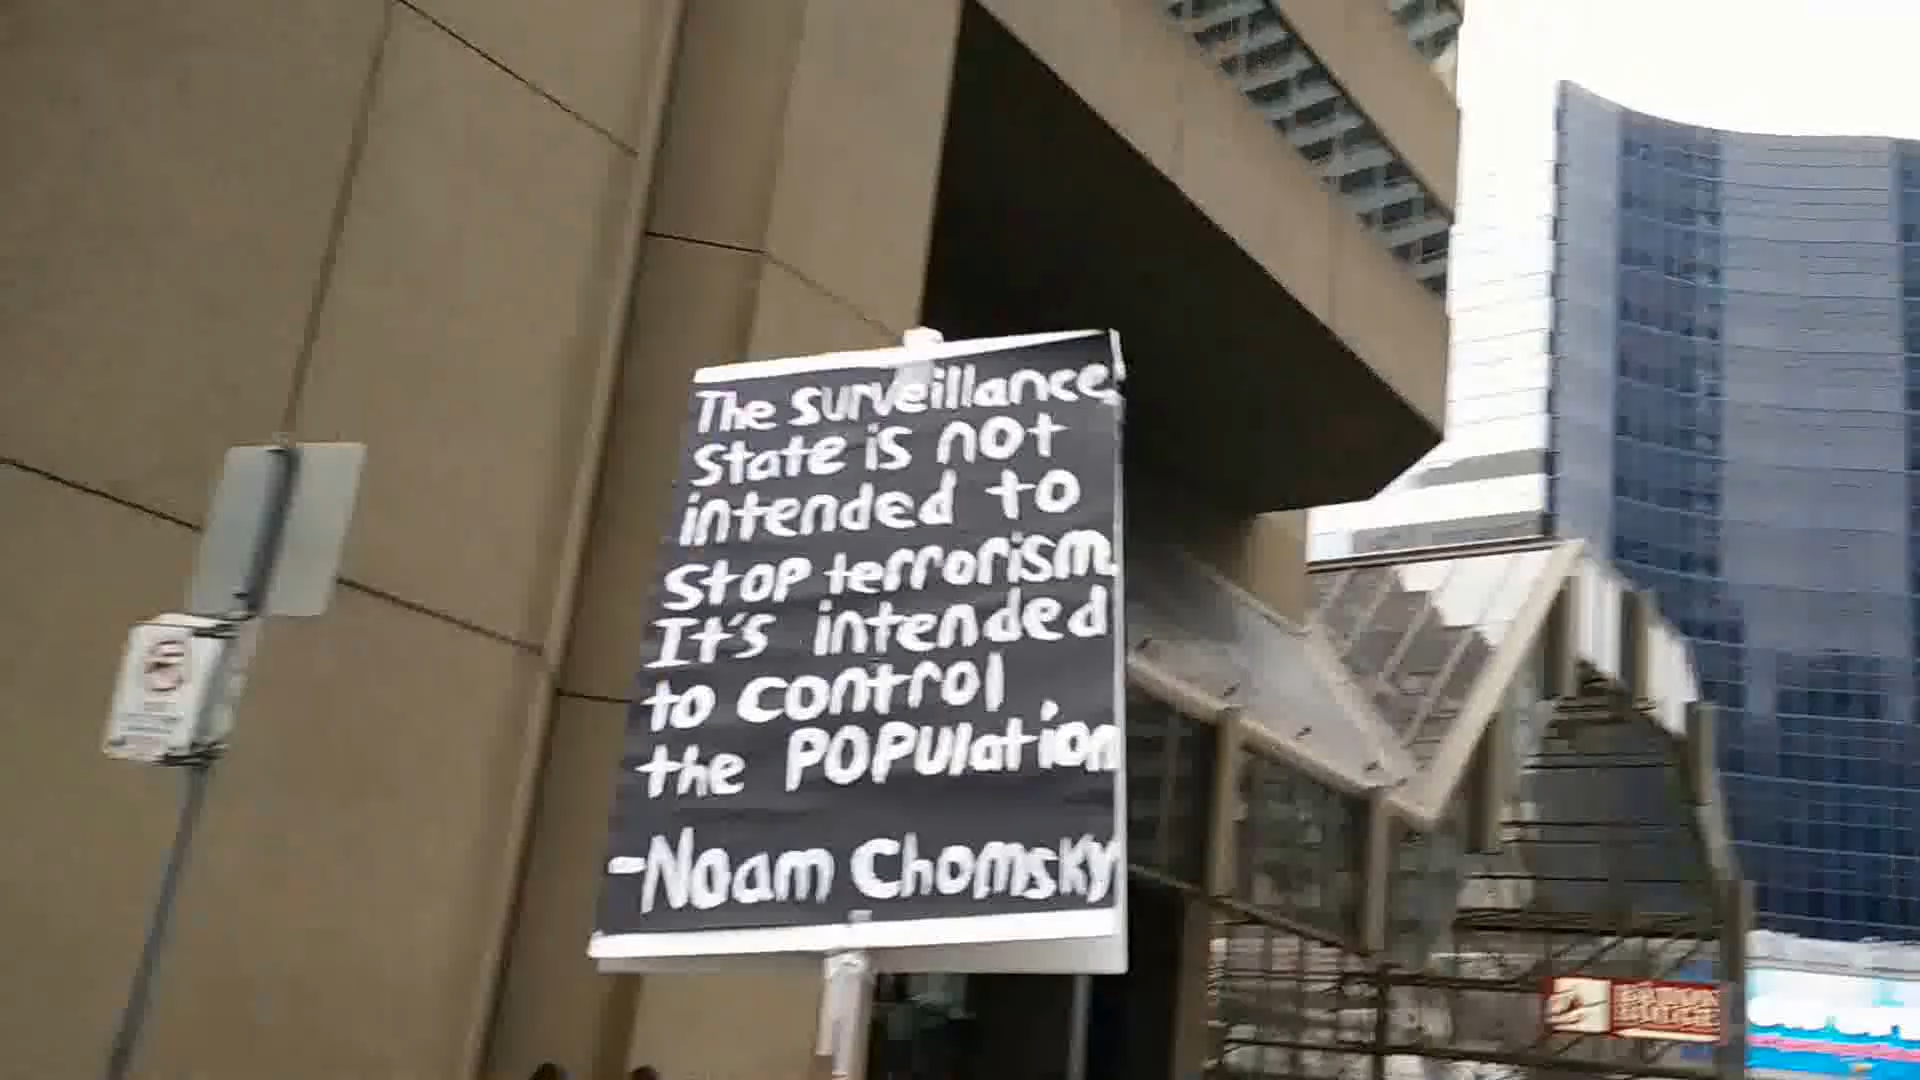 The surveillance
state is not
intended to
stop terrorism
It's intended
to control
the POPUlation
-Noam Chomsky